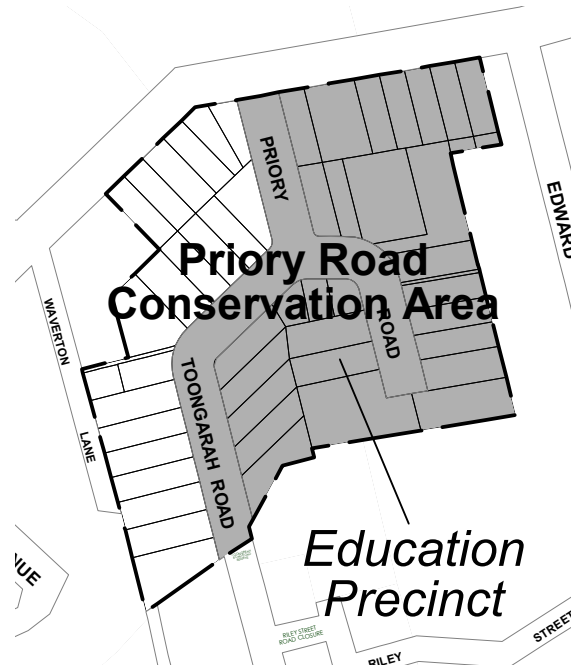 PRIORY
EDWARD
Priory Road
Conservation Area
WAVERTON
LANE
ROAD
TOONGARAH ROAD
Education
Precinct
NUE
RILEY STREET
ROAD CLOSURE
RILEY
STREET